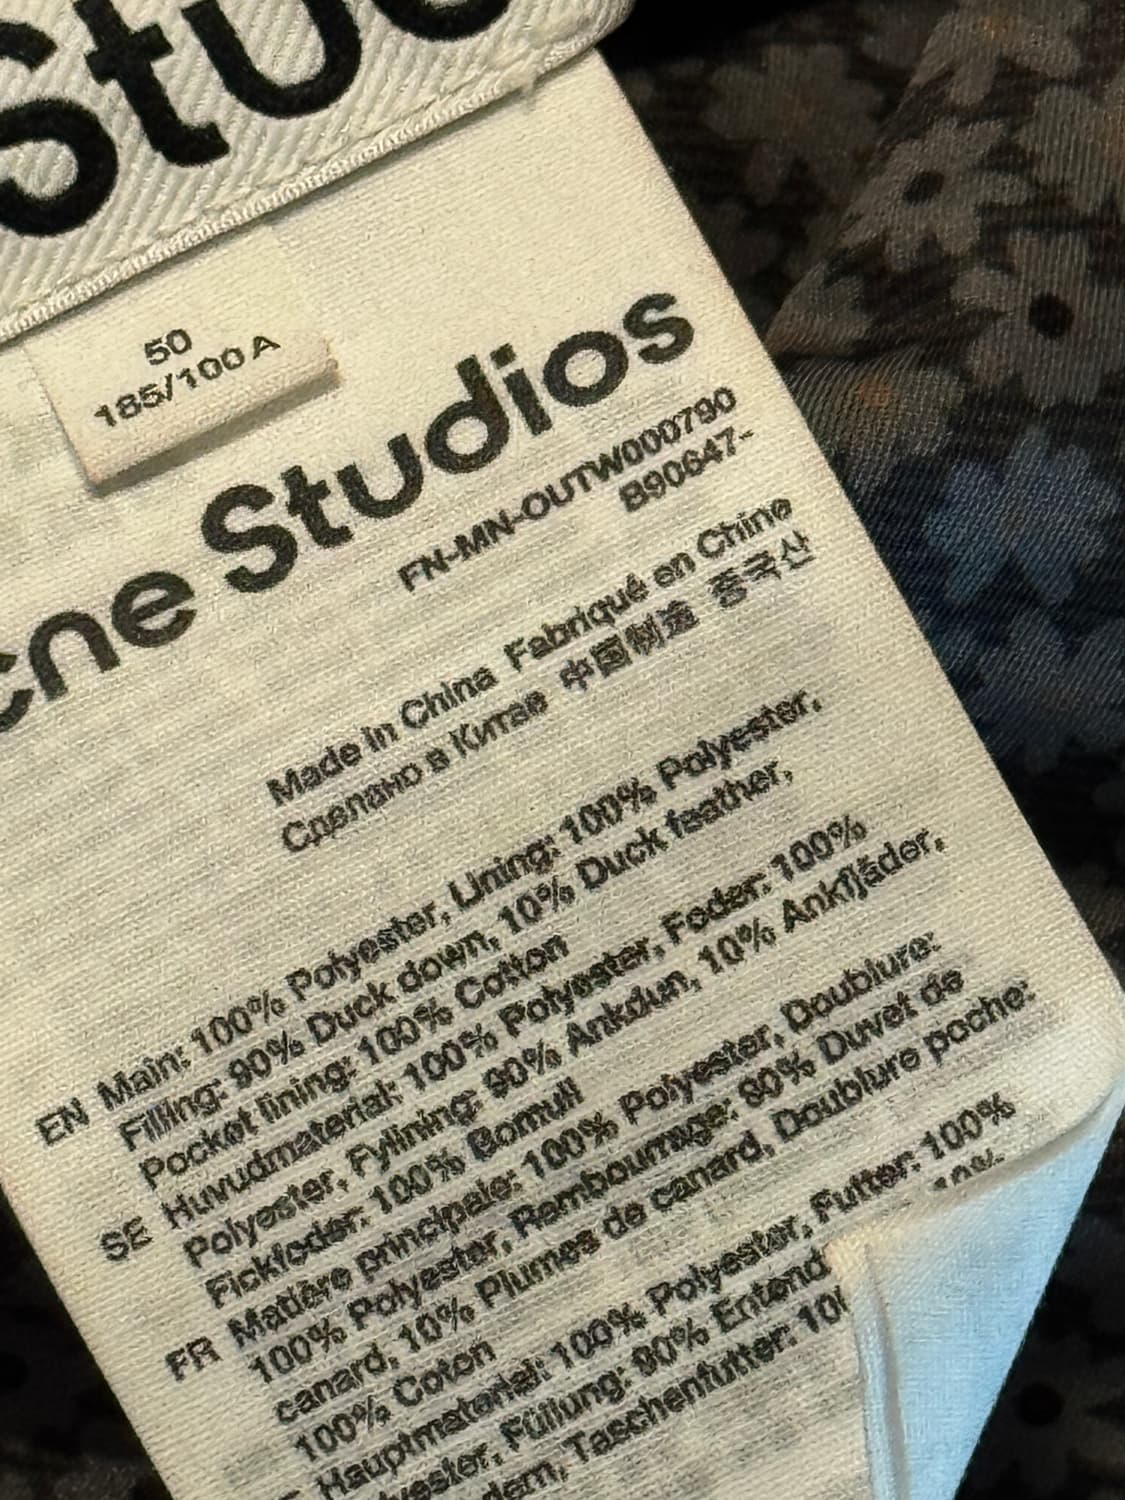 Stu
50
185/100A
cne Studios
FN-MN-OUTW000790
B90647-
Made in China Fabriqué en Chine
Сделано в Китае 中国制造 중국산
EN Main: 100% Polyester, Lining: 100% Polyester,
Filling: 90% Duck down, 10% Duck feather,
Pocket lining: 100% Cotton
SE Huvudmaterial: 100% Polyester, Foder: 100%
Polyester, Fyllning: 90% Ankdun, 10% Ankfjäder,
Fickfoder: 100% Bomull
FR Matière principale: 100% Polyester, Doublure:
100% Polyester, Rembourrage: 90% Duvet de
canard, 10% Plumes de canard, Doublure poche:
100% Coton
Hauptmaterial: 100% Polyester, Futter: 100%
yester, Füllung: 90% Entend 10%
dern, Taschenfutter: 10